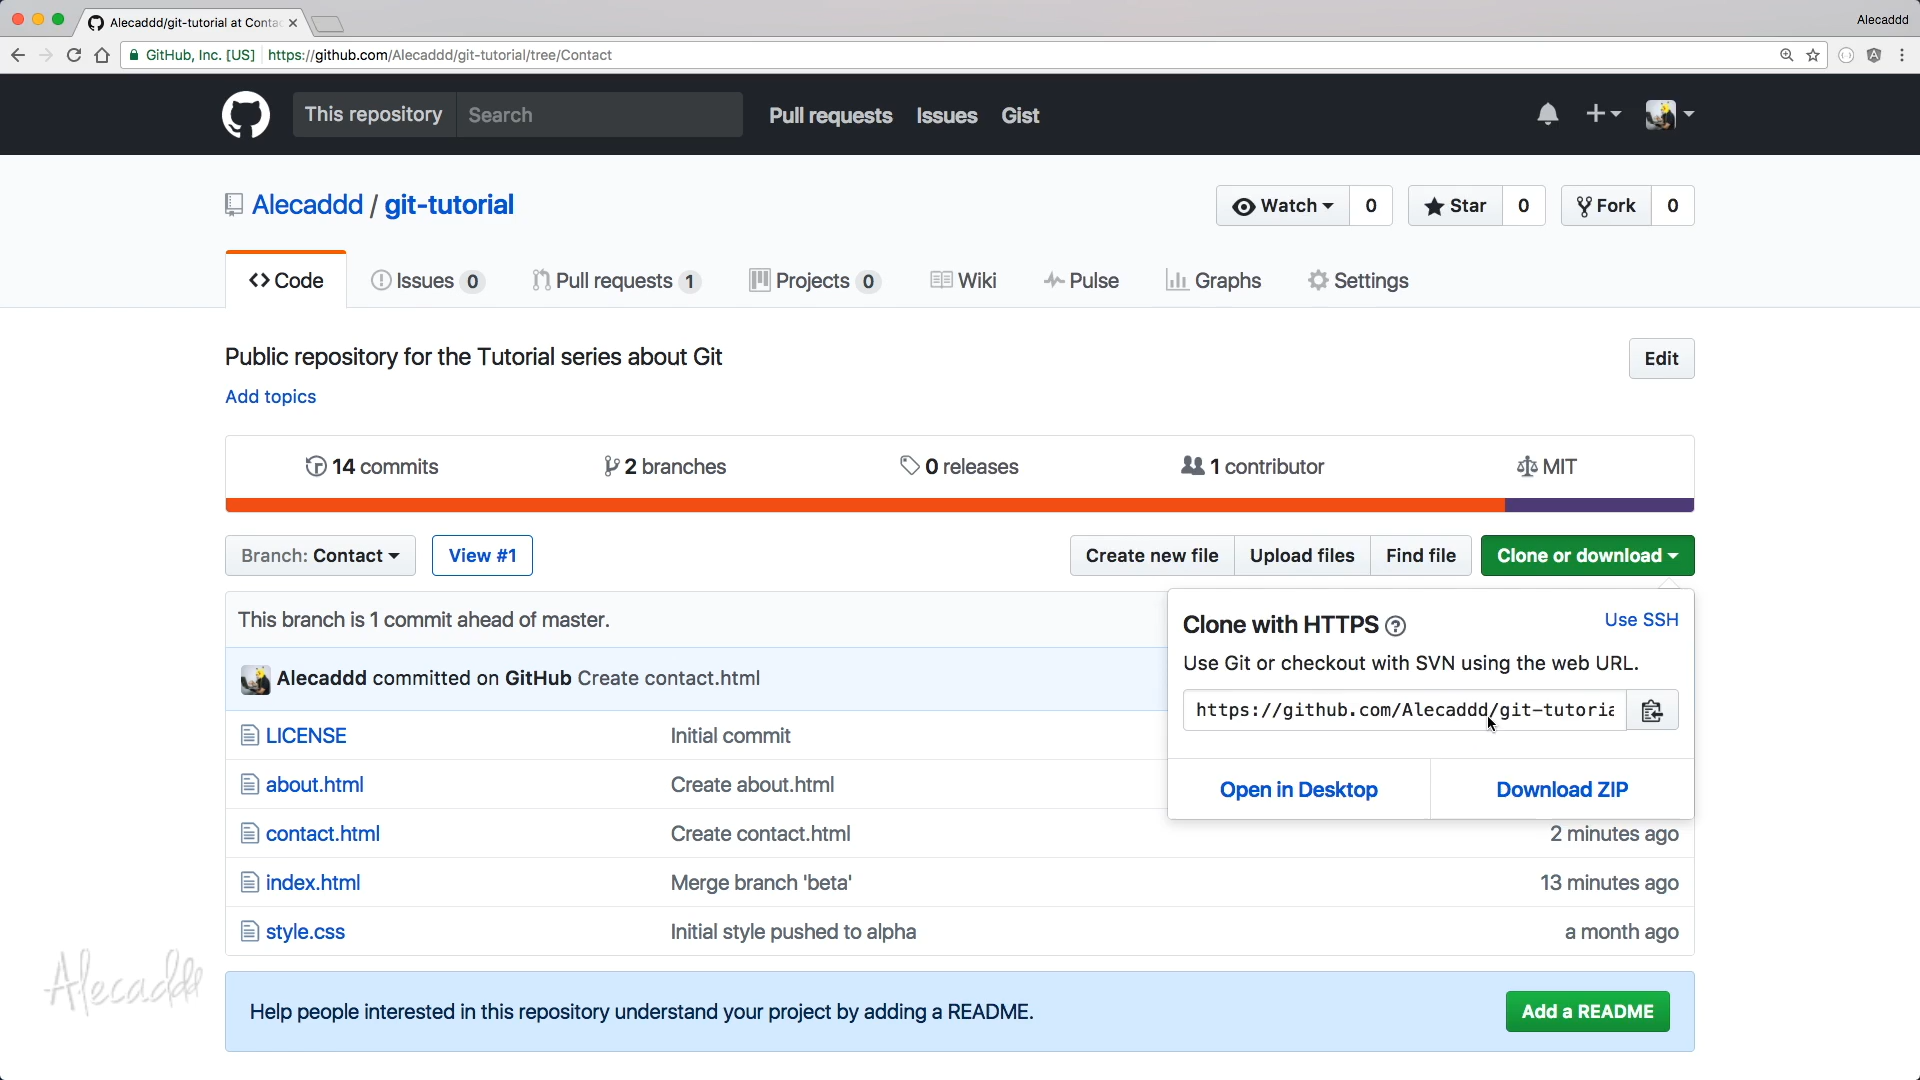 Alecaddd/git-tutorial at Conta
Alecaddd
GitHub, Inc. [US] https://github.com/Alecaddd/git-tutorial/tree/Contact
This repository Search Pull requests Issues Gist
Alecaddd / git-tutorial
Watch 0 Star 0 Fork 0
Code Issues 0 Pull requests 1 Projects 0 Wiki Pulse Graphs Settings
Public repository for the Tutorial series about Git
Edit
Add topics
14 commits 2 branches 0 releases 1 contributor MIT
Branch: Contact View #1 Create new file Upload files Find file Clone or download
This branch is 1 commit ahead of master.
Clone with HTTPS ? Use SSH
Use Git or checkout with SVN using the web URL.
Alecaddd committed on GitHub Create contact.html
https://github.com/Alecaddd/git-tutoria
LICENSE Initial commit
about.html Create about.html
Open in Desktop Download ZIP
contact.html Create contact.html 2 minutes ago
index.html Merge branch 'beta' 13 minutes ago
style.css Initial style pushed to alpha a month ago
Alecaddd
Help people interested in this repository understand your project by adding a README.
Add a README